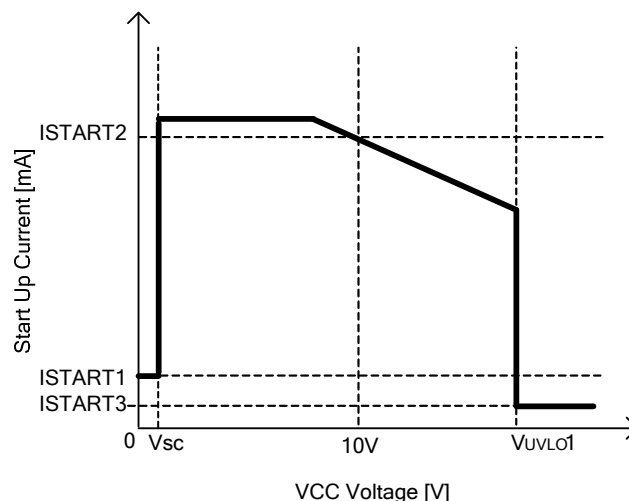 Start Up Current [mA]
ISTART2
ISTART1
ISTART3
0
Vsc
10V
VUVLO1
VCC Voltage [V]